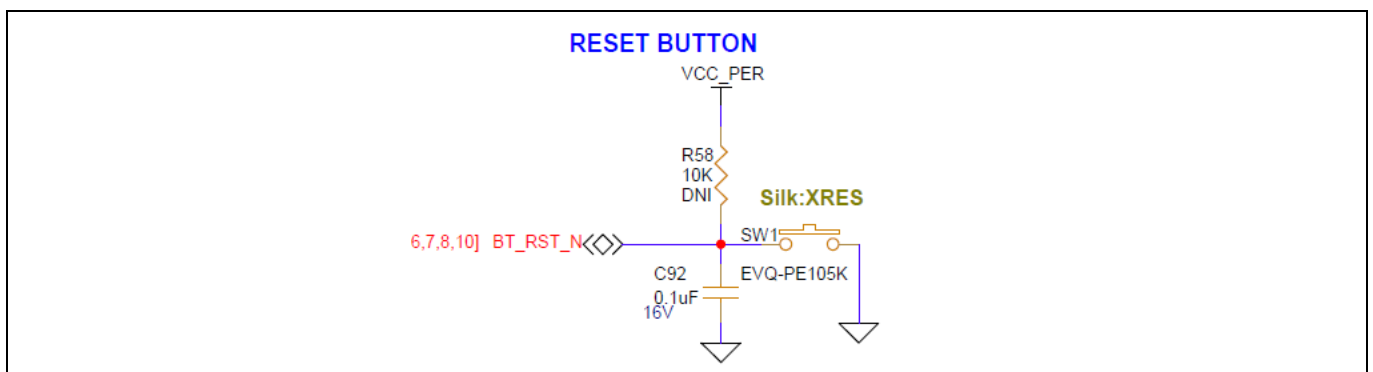 RESET BUTTON
VCC_PER
R58
10K
DNI
Silk:XRES
6,7,8,10] BT_RST_N
SW1
C92
EVQ-PE105K
0.1uF
16V